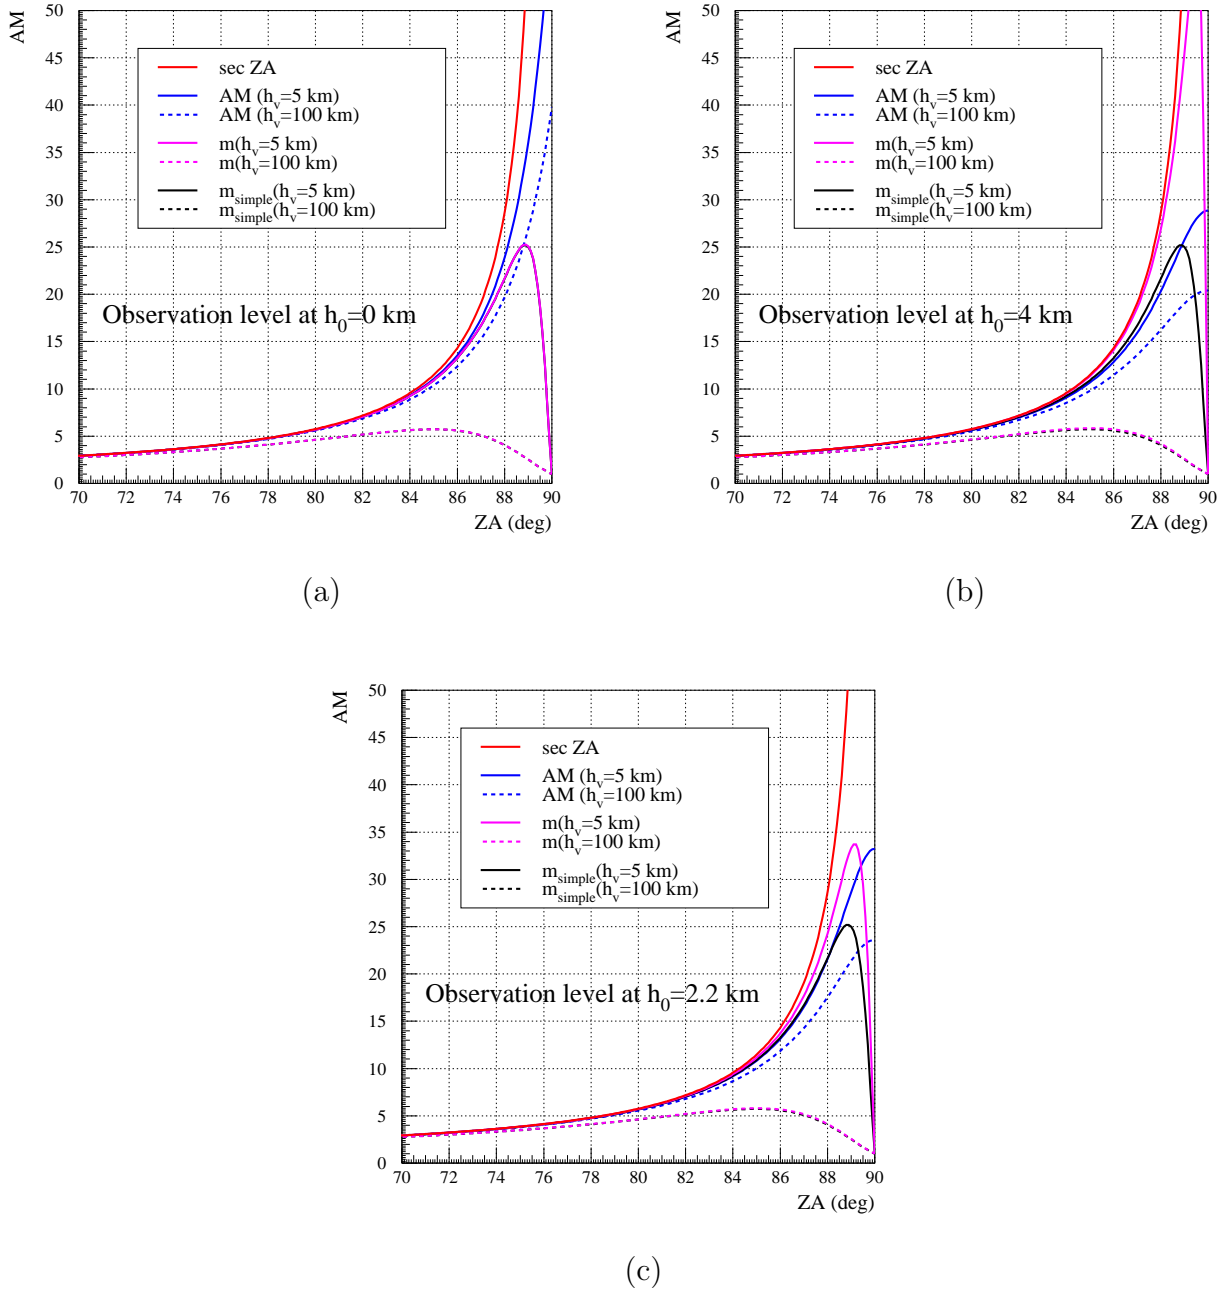 AM
50
45
40
35
30
25
20
15
10
5
0
sec ZA
AM (h_v=5 km)
AM (h_v=100 km)
m(h_v=5 km)
m(h_v=100 km)
m_simple(h_v=5 km)
m_simple(h_v=100 km)
Observation level at h_0=0 km
70 72 74 76 78 80 82 84 86 88 90
ZA (deg)
(a)
AM
50
45
40
35
30
25
20
15
10
5
0
sec ZA
AM (h_v=5 km)
AM (h_v=100 km)
m(h_v=5 km)
m(h_v=100 km)
m_simple(h_v=5 km)
m_simple(h_v=100 km)
Observation level at h_0=4 km
70 72 74 76 78 80 82 84 86 88 90
ZA (deg)
(b)
AM
50
45
40
35
30
25
20
15
10
5
0
sec ZA
AM (h_v=5 km)
AM (h_v=100 km)
m(h_v=5 km)
m(h_v=100 km)
m_simple(h_v=5 km)
m_simple(h_v=100 km)
Observation level at h_0=2.2 km
70 72 74 76 78 80 82 84 86 88 90
ZA (deg)
(c)